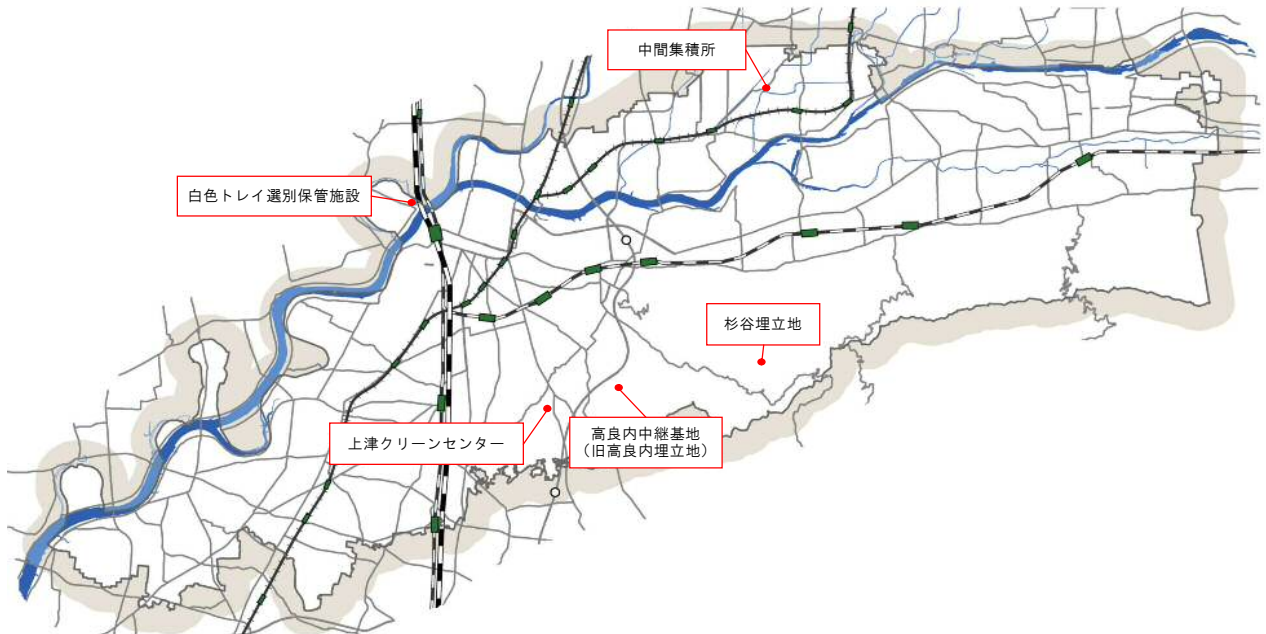 中間集積所
白色トレイ選別保管施設
杉谷埋立地
上津クリーンセンター
高良内中継基地
（旧高良内埋立地）